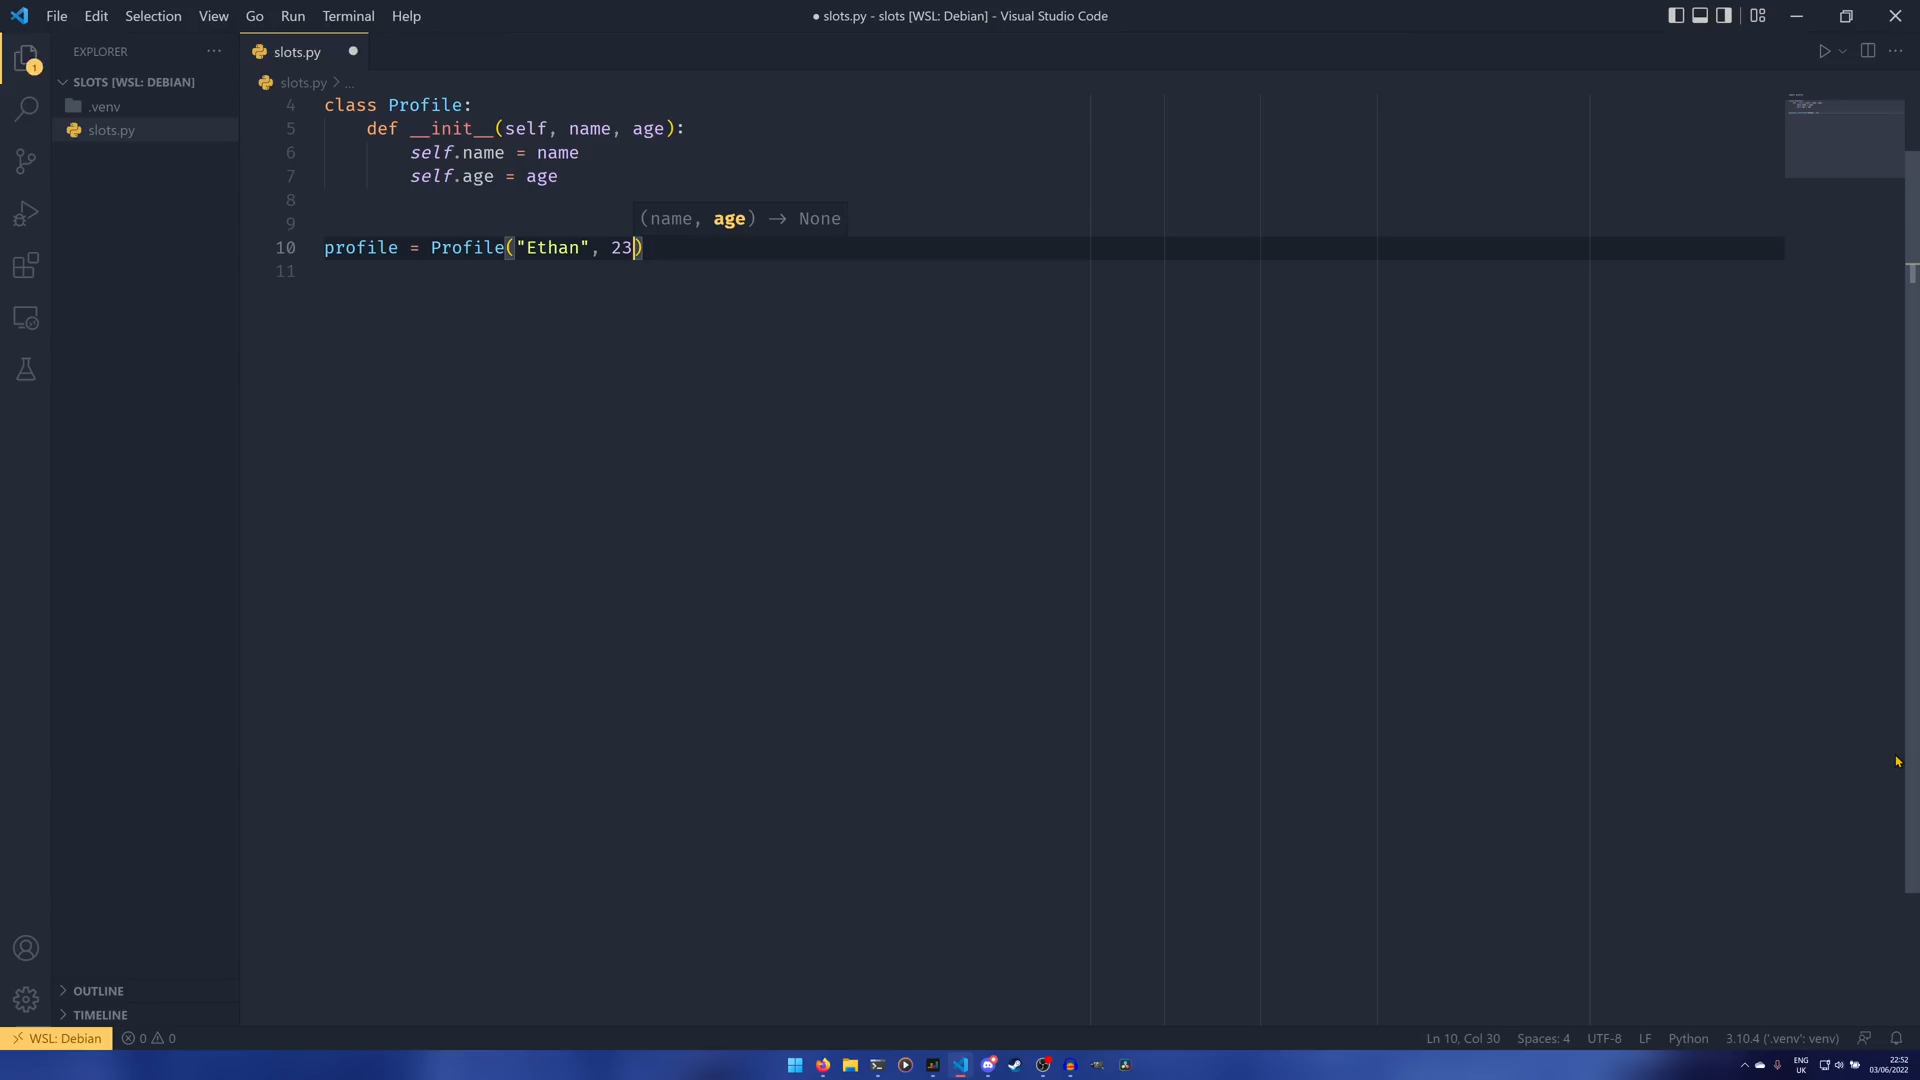 File Edit Selection View Go Run Terminal Help
● slots.py - slots [WSL: Debian] - Visual Studio Code
EXPLORER ···
SLOTS [WSL: DEBIAN]
.venv
slots.py
1
slots.py ●
slots.py > ...
4 class Profile:
5 def __init__(self, name, age):
6 self.name = name
7 self.age = age
8
9
(name, age) → None
10 profile = Profile("Ethan", 23)
11
OUTLINE
TIMELINE
WSL: Debian 0 0
Ln 10, Col 30 Spaces: 4 UTF-8 LF Python 3.10.4 ('.venv': venv)
ENG
UK
22:52
03/06/2022